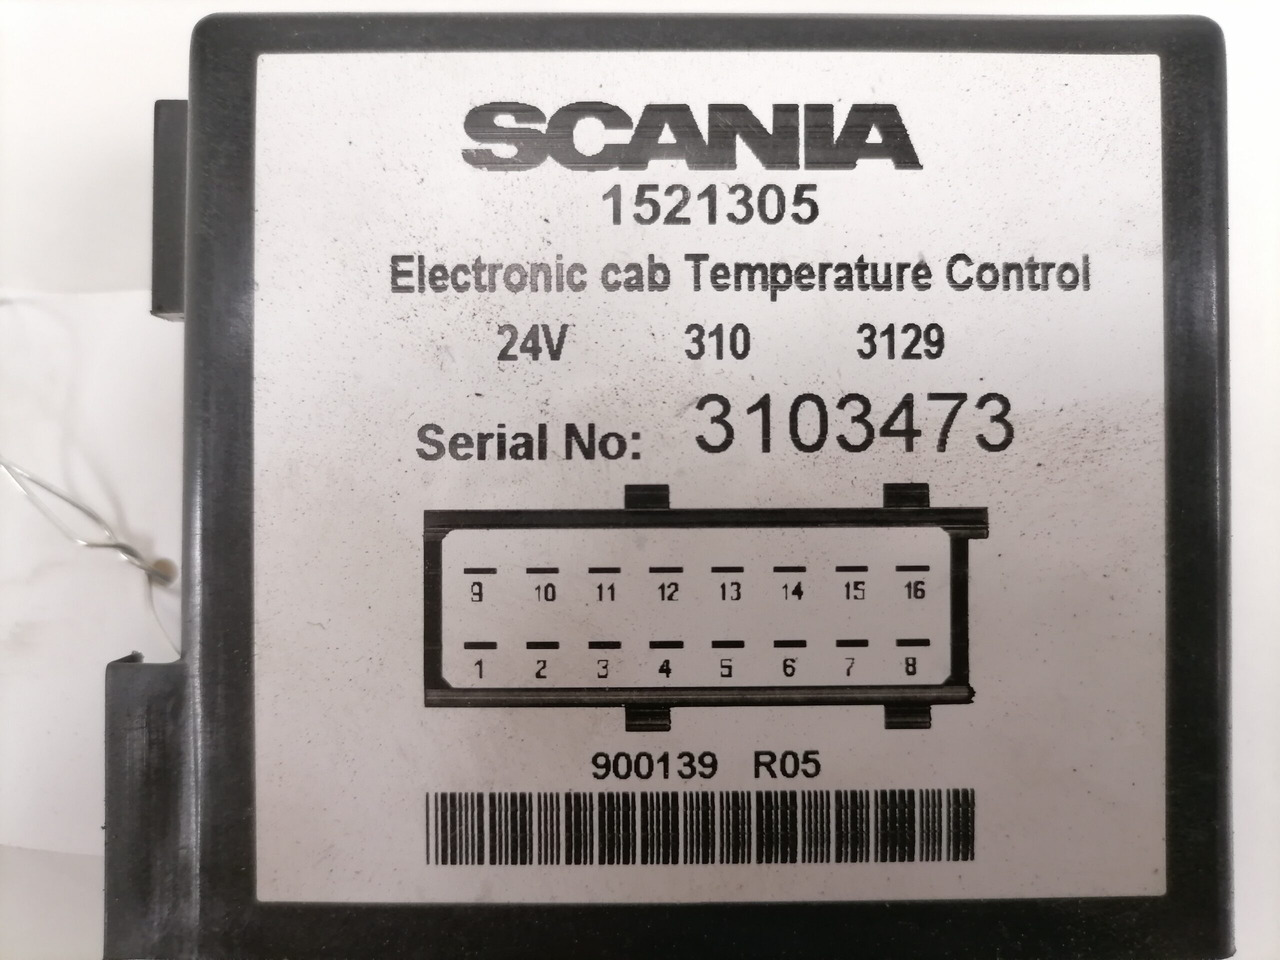 SCANIA
1521305
Electronic cab Temperature Control
24V 310 3129
Serial No: 3103473
9 10 11 12 13 14 15 16
1 2 3 4 5 6 7 8
900139 R05